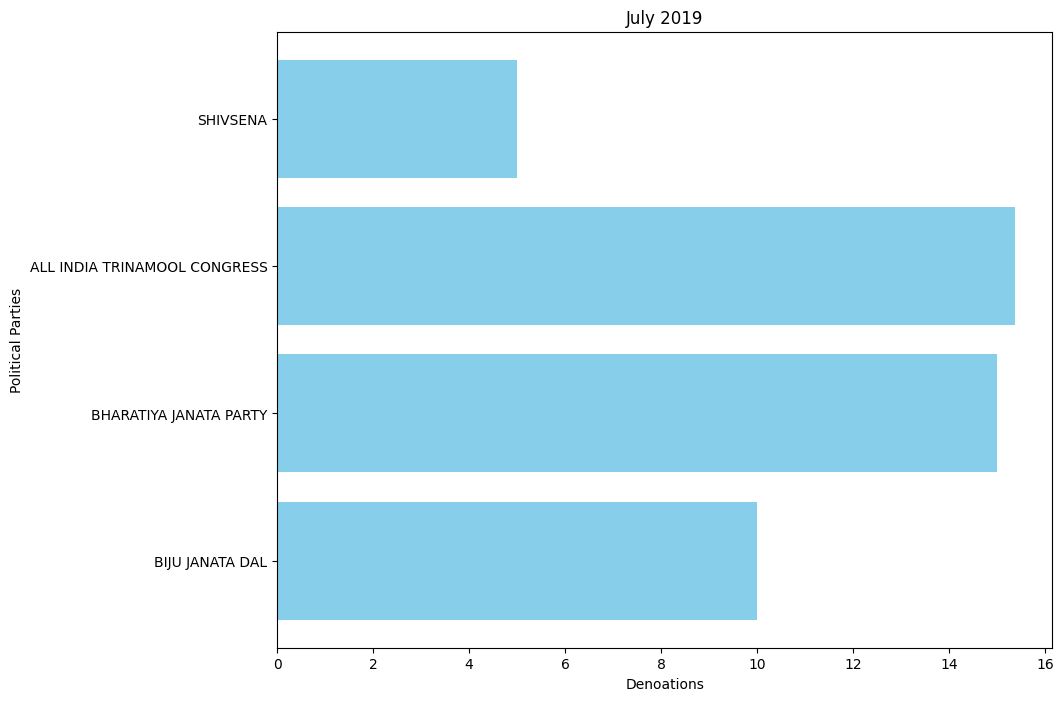 July 2019
Political Parties
SHIVSENA
ALL INDIA TRINAMOOL CONGRESS
BHARATIYA JANATA PARTY
BIJU JANATA DAL
0 2 4 6 8 10 12 14 16
Denoations